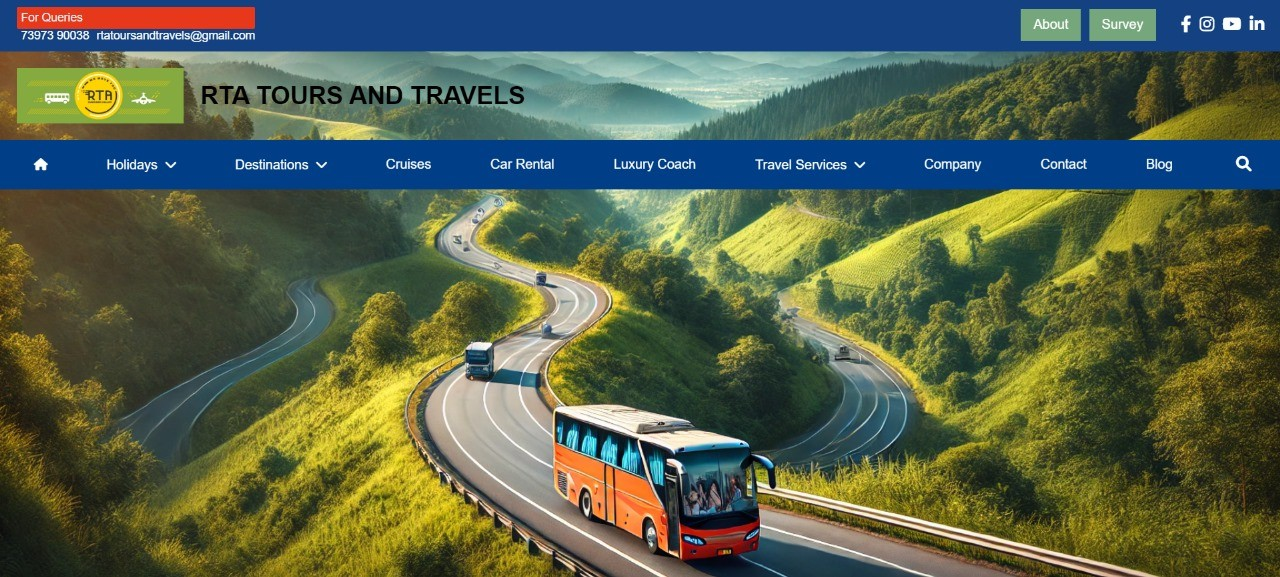 For Queries
73973 90038 rtatoursandtravels@gmail.com
About
Survey
RTA
RTA TOURS AND TRAVELS
Holidays
Destinations
Cruises
Car Rental
Luxury Coach
Travel Services
Company
Contact
Blog